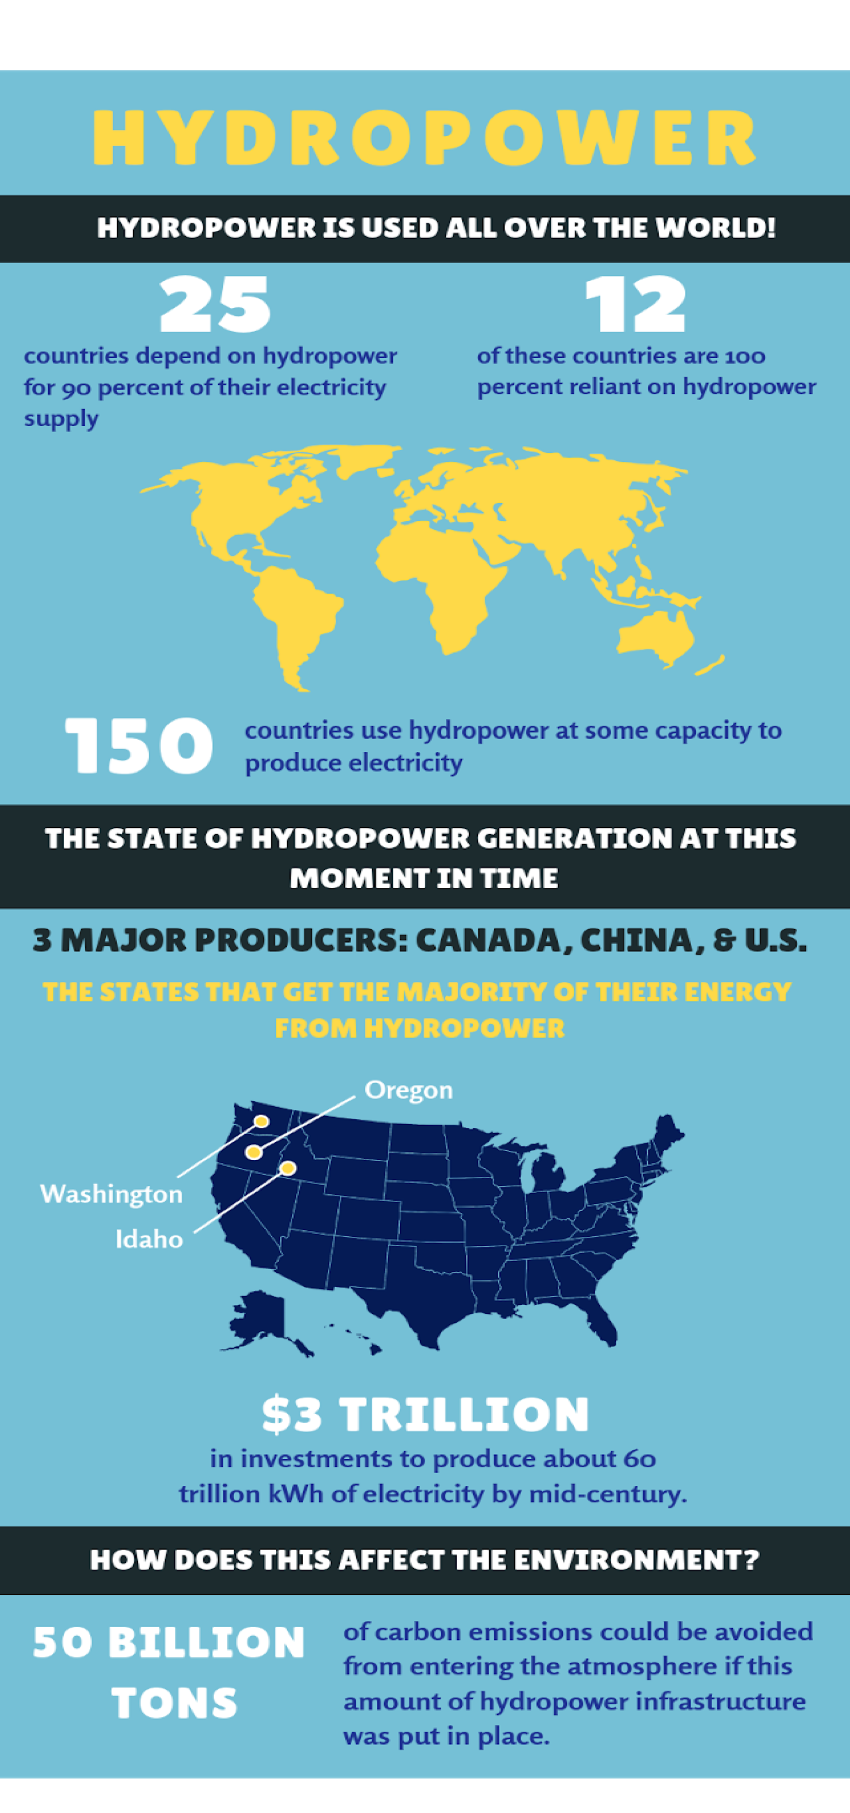 HYDROPOWER
HYDROPOWER IS USED ALL OVER THE WORLD!
25
countries depend on hydropower
for 90 percent of their electricity
supply
12
of these countries are 100
percent reliant on hydropower
150
countries use hydropower at some capacity to
produce electricity
THE STATE OF HYDROPOWER GENERATION AT THIS
MOMENT IN TIME
3 MAJOR PRODUCERS: CANADA, CHINA, & U.S.
THE STATES THAT GET THE MAJORITY OF THEIR ENERGY
FROM HYDROPOWER
Oregon
Washington
Idaho
$3 TRILLION
in investments to produce about 60
trillion kWh of electricity by mid-century.
HOW DOES THIS AFFECT THE ENVIRONMENT?
50 BILLION
TONS
of carbon emissions could be avoided
from entering the atmosphere if this
amount of hydropower infrastructure
was put in place.